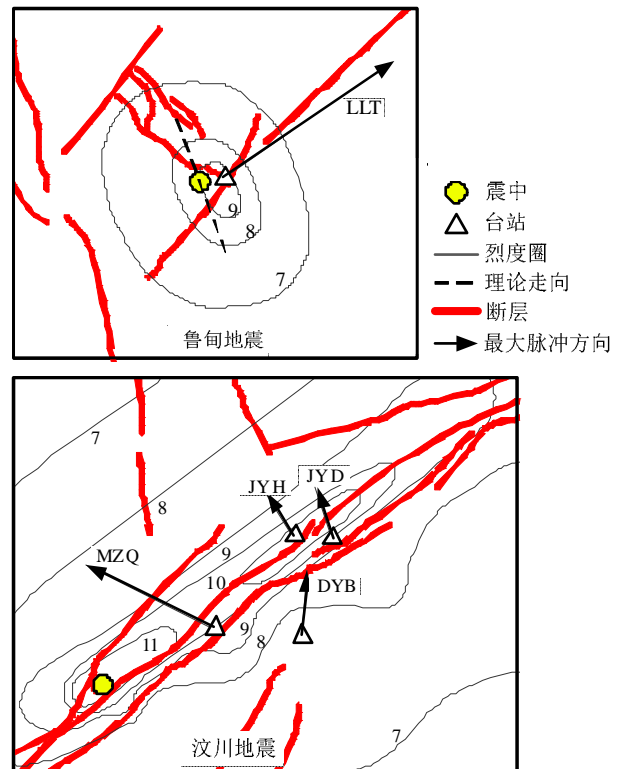 LLT
9
8
7
鲁甸地震
震中
台站
烈度圈
理论走向
断层
最大脉冲方向
7
8
JYD
JYH
9
MZQ
10
DYB
9
8
11
7
汶川地震